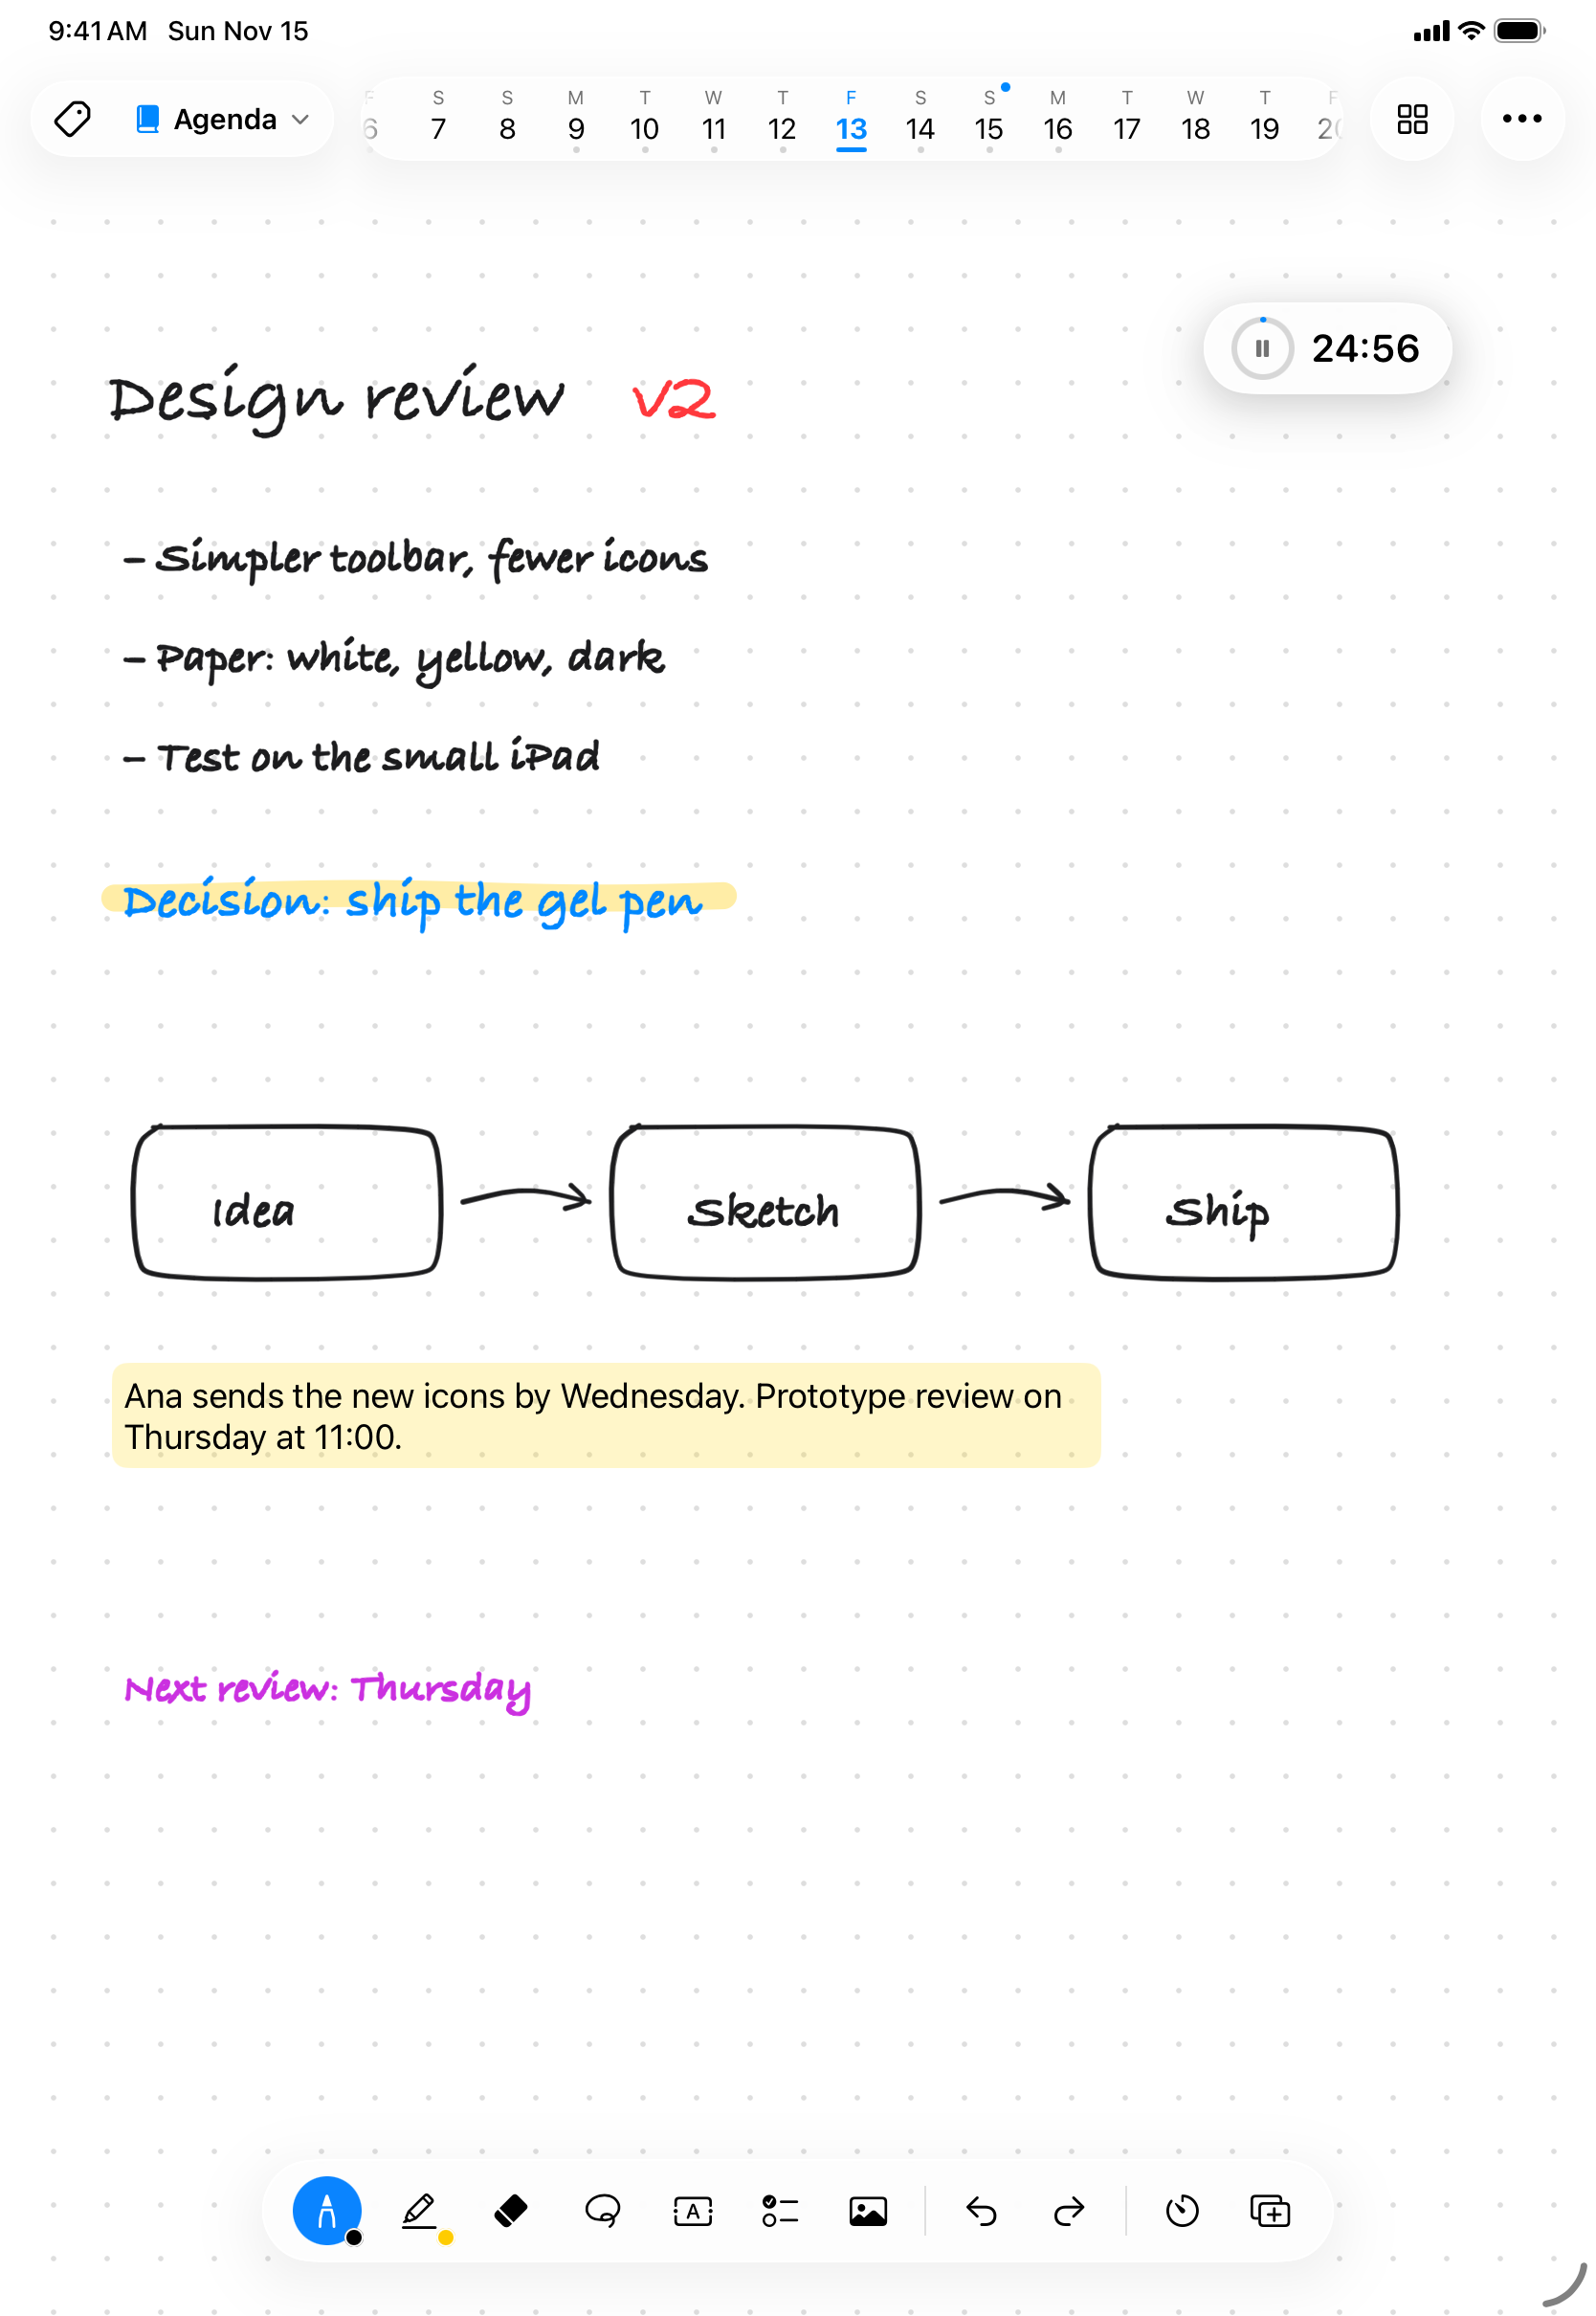 9:41 AM Sun Nov 15
Agenda
F S S M T W T F S S M T W T F
6 7 8 9 10 11 12 13 14 15 16 17 18 19 20
24:56
Design review v2
– Simpler toolbar, fewer icons
– Paper: white, yellow, dark
– Test on the small iPad
Decision: ship the gel pen
Idea Sketch Ship
Ana sends the new icons by Wednesday. Prototype review on
Thursday at 11:00.
Next review: Thursday
A